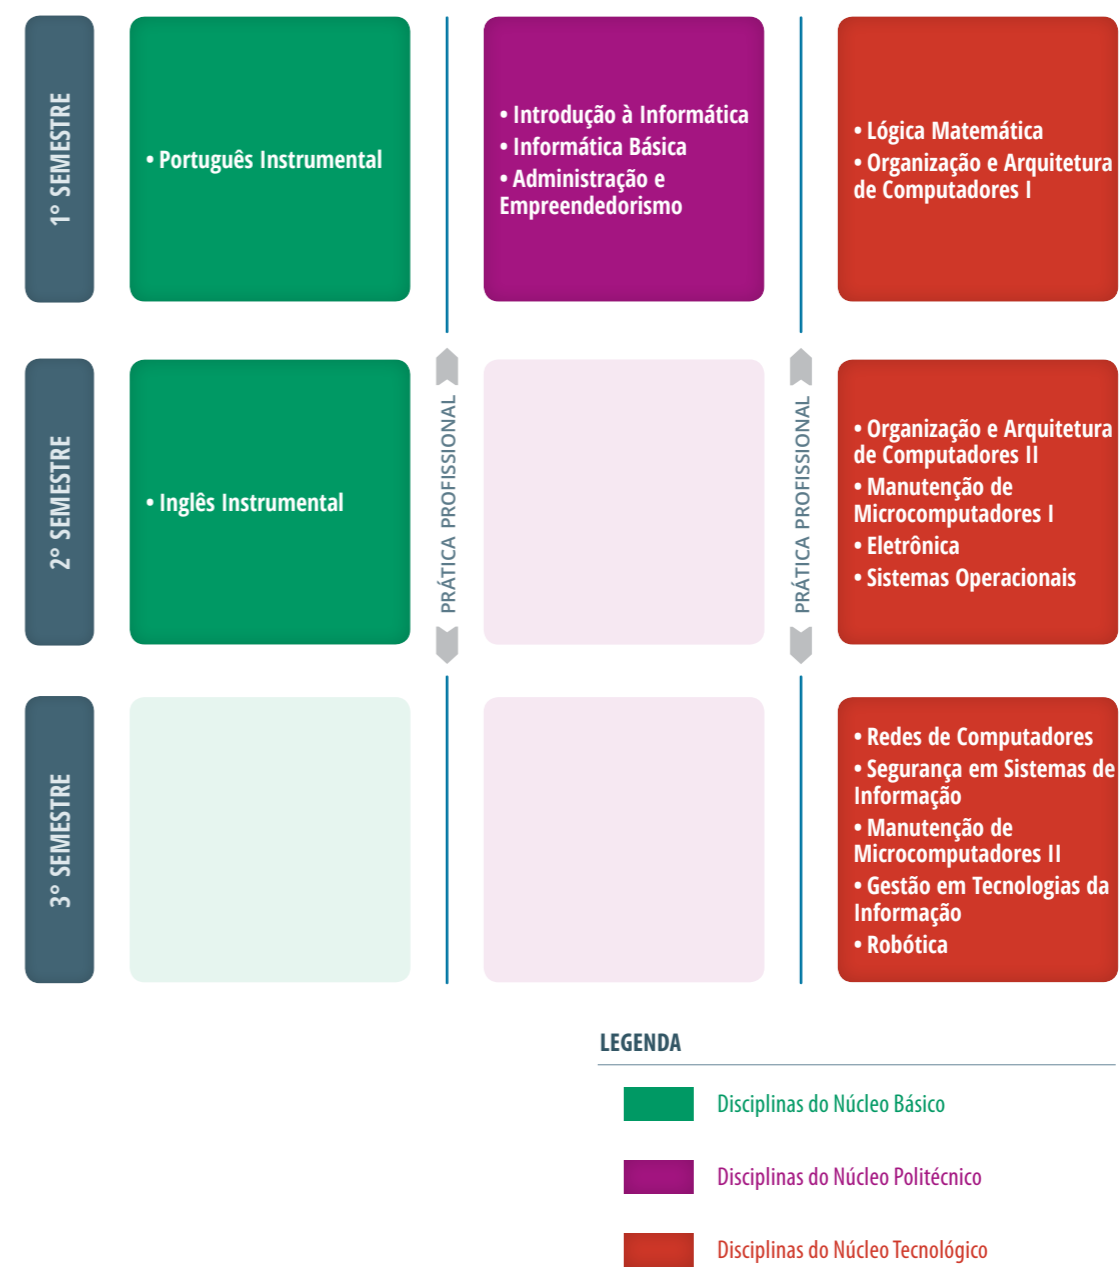 1º SEMESTRE
• Português Instrumental
• Introdução à Informática
• Informática Básica
• Administração e
Empreendedorismo
• Lógica Matemática
• Organização e Arquitetura
de Computadores I
2º SEMESTRE
• Inglês Instrumental
PRÁTICA PROFISSIONAL
PRÁTICA PROFISSIONAL
• Organização e Arquitetura
de Computadores II
• Manutenção de
Microcomputadores I
• Eletrônica
• Sistemas Operacionais
3º SEMESTRE
• Redes de Computadores
• Segurança em Sistemas de
Informação
• Manutenção de
Microcomputadores II
• Gestão em Tecnologias da
Informação
• Robótica
LEGENDA
Disciplinas do Núcleo Básico
Disciplinas do Núcleo Politécnico
Disciplinas do Núcleo Tecnológico